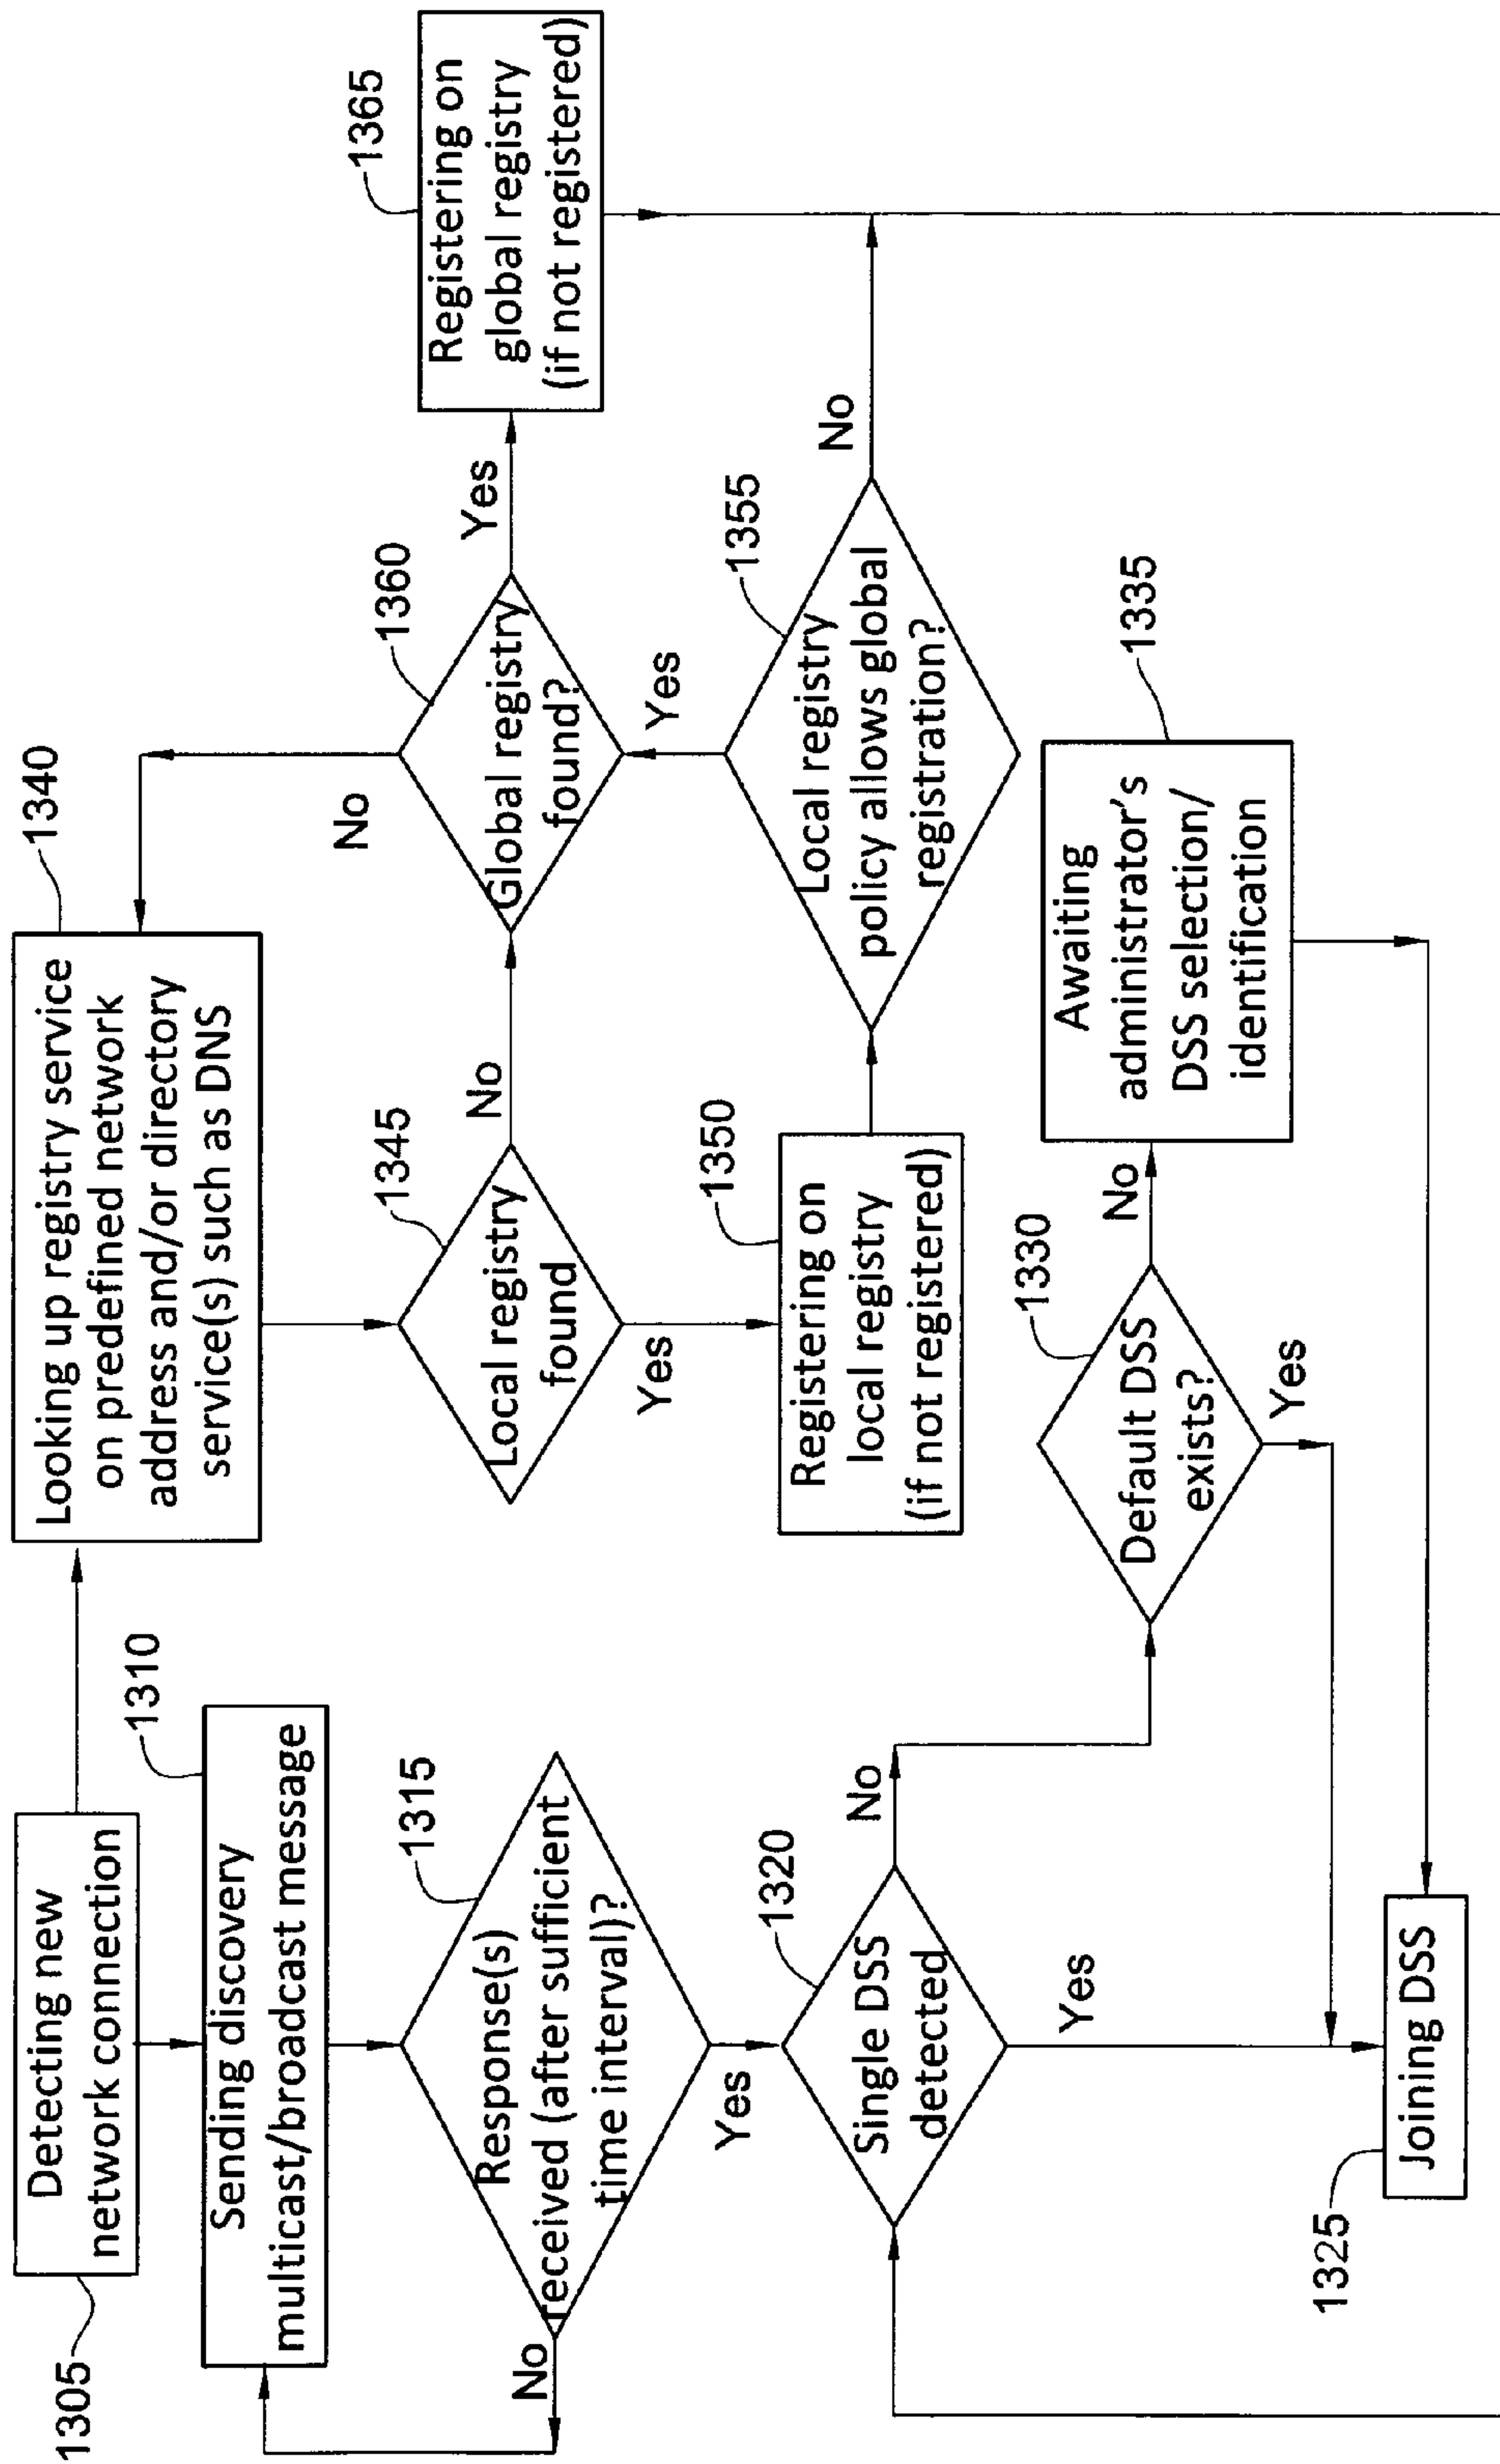 1305
Detecting new
network connection
1310
Sending discovery
multicast/broadcast message
1315
Response(s)
received (after sufficient
time interval)?
No
Yes
1320
Single DSS
detected
No
Yes
1325
Joining DSS
1330
Default DSS
exists?
No
Yes
1335
Awaiting
administrator's
DSS selection/
identification
1340
Looking up registry service
on predefined network
address and/or directory
service(s) such as DNS
1345
Local registry
found
No
Yes
1350
Registering on
local registry
(if not registered)
1355
Local registry
policy allows global
registration?
Yes
No
1360
Global registry
found?
No
Yes
1365
Registering on
global registry
(if not registered)